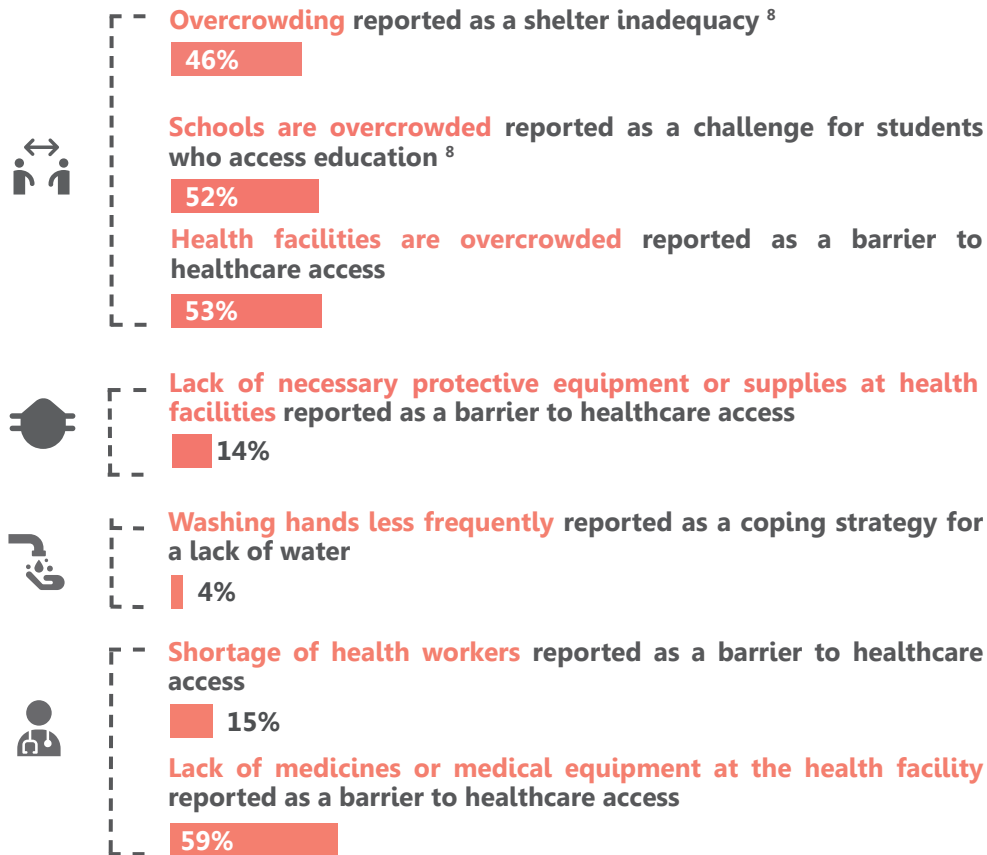 Overcrowding reported as a shelter inadequacy ⁸
46%
Schools are overcrowded reported as a challenge for students
who access education ⁸
52%
Health facilities are overcrowded reported as a barrier to
healthcare access
53%
Lack of necessary protective equipment or supplies at health
facilities reported as a barrier to healthcare access
14%
Washing hands less frequently reported as a coping strategy for
a lack of water
4%
Shortage of health workers reported as a barrier to healthcare
access
15%
Lack of medicines or medical equipment at the health facility
reported as a barrier to healthcare access
59%